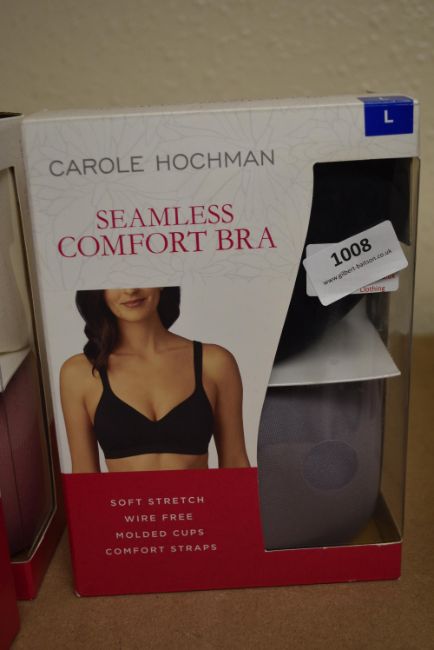 L
CAROLE HOCHMAN
SEAMLESS
COMFORT BRA
1008
www.gilbert-baitson.co.uk
Clothing
SOFT STRETCH
WIRE FREE
MOLDED CUPS
COMFORT STRAPS